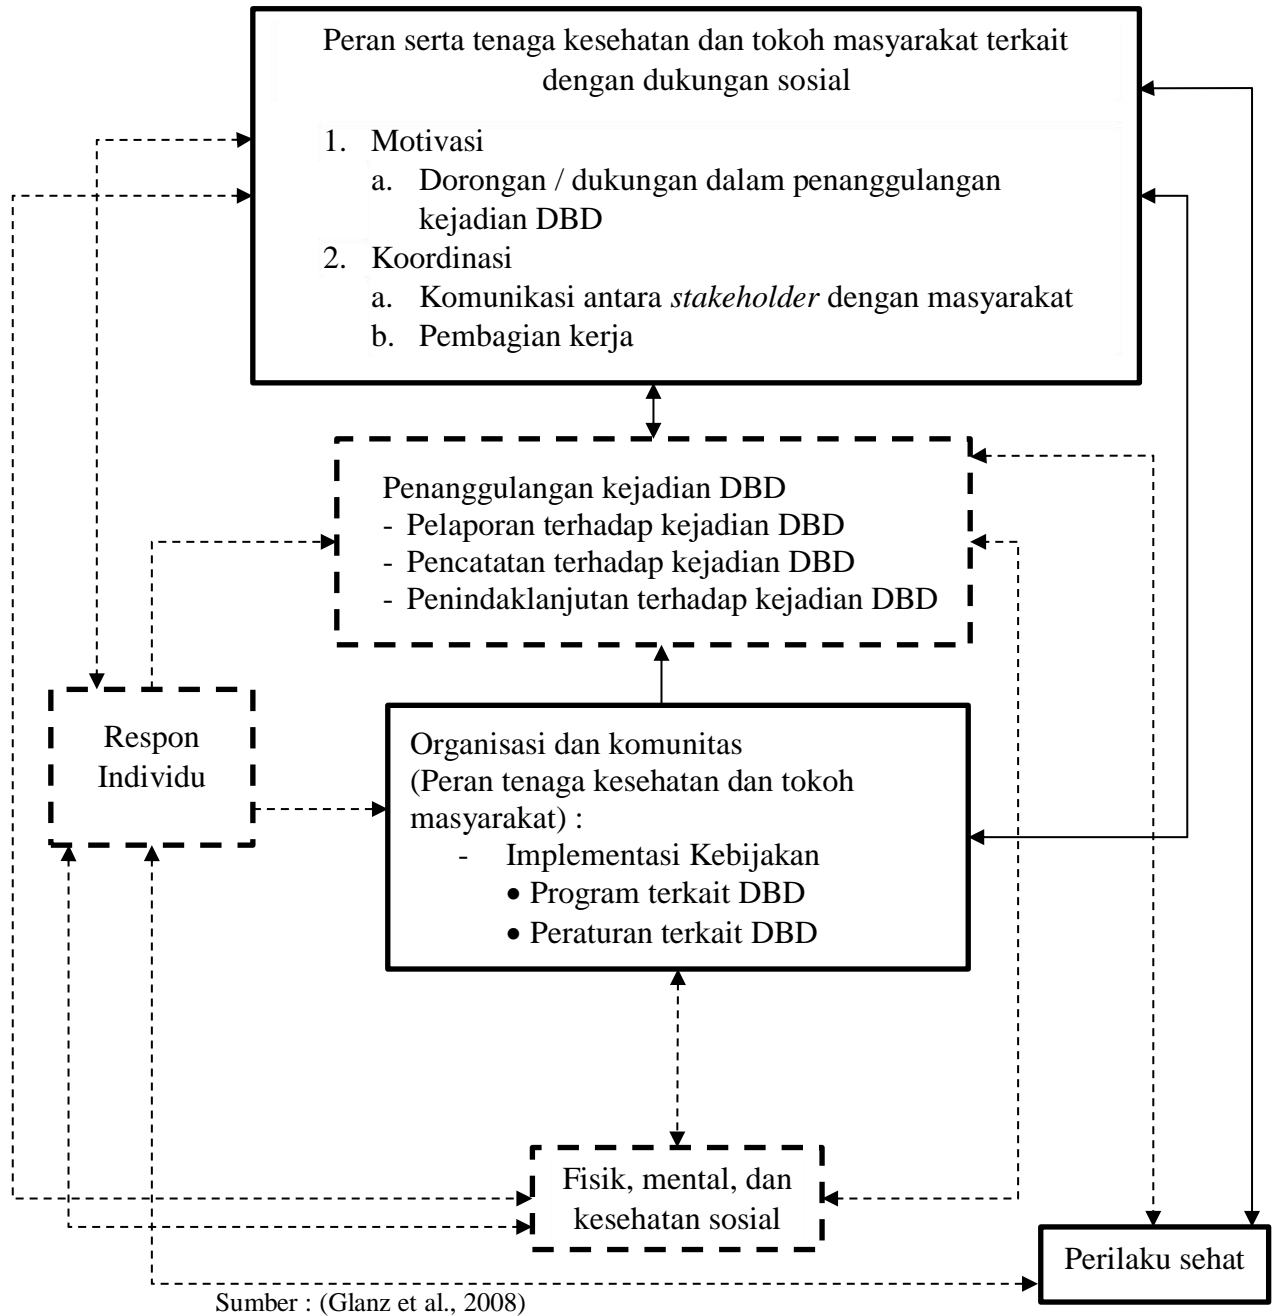 Peran serta tenaga kesehatan dan tokoh masyarakat terkait
dengan dukungan sosial
1. Motivasi
a. Dorongan / dukungan dalam penanggulangan
kejadian DBD
2. Koordinasi
a. Komunikasi antara stakeholder dengan masyarakat
b. Pembagian kerja
Penanggulangan kejadian DBD
- Pelaporan terhadap kejadian DBD
- Pencatatan terhadap kejadian DBD
- Penindaklanjutan terhadap kejadian DBD
Respon
Individu
Organisasi dan komunitas
(Peran tenaga kesehatan dan tokoh
masyarakat) :
- Implementasi Kebijakan
• Program terkait DBD
• Peraturan terkait DBD
Fisik, mental, dan
kesehatan sosial
Perilaku sehat
Sumber : (Glanz et al., 2008)